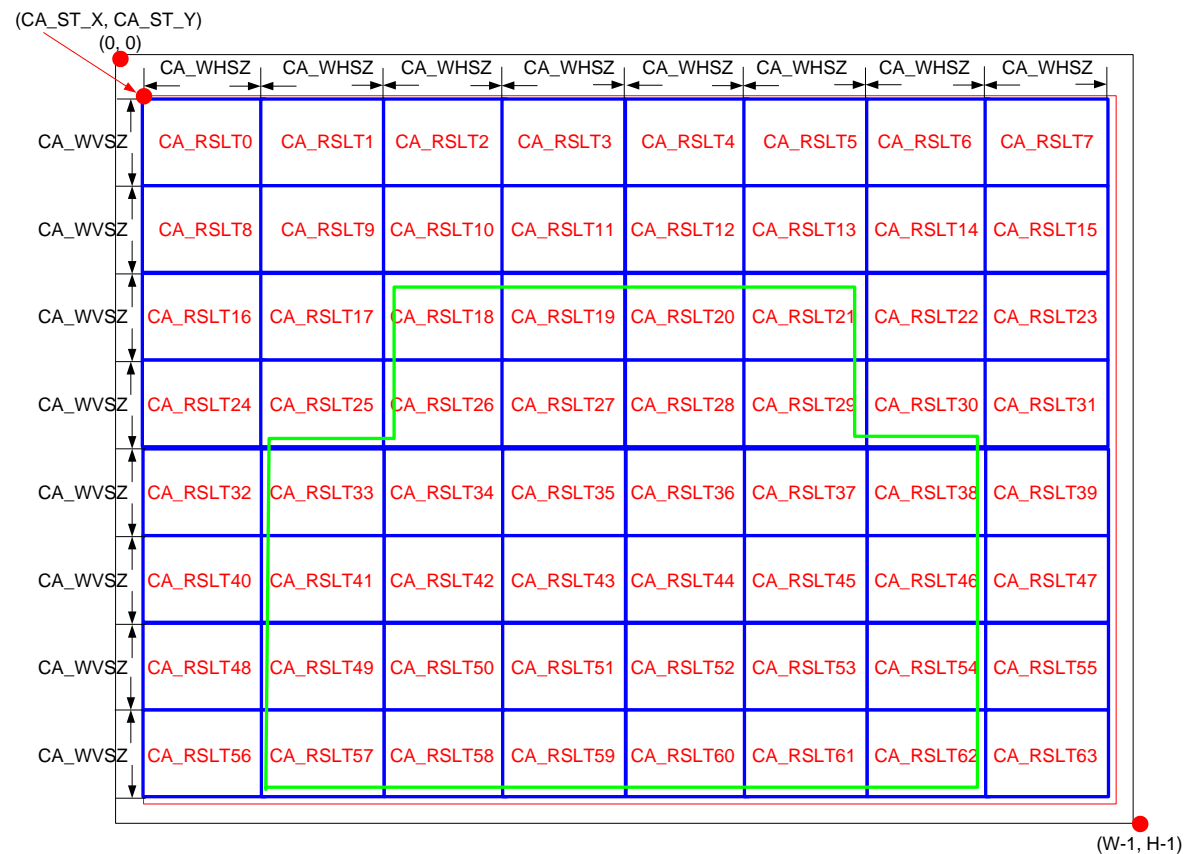 (CA_ST_X, CA_ST_Y)
(0, 0)
CA_WHSZ CA_WHSZ CA_WHSZ CA_WHSZ CA_WHSZ CA_WHSZ CA_WHSZ CA_WHSZ
CA_WVSZ CA_RSLT0 CA_RSLT1 CA_RSLT2 CA_RSLT3 CA_RSLT4 CA_RSLT5 CA_RSLT6 CA_RSLT7
CA_WVSZ CA_RSLT8 CA_RSLT9 CA_RSLT10 CA_RSLT11 CA_RSLT12 CA_RSLT13 CA_RSLT14 CA_RSLT15
CA_WVSZ CA_RSLT16 CA_RSLT17 CA_RSLT18 CA_RSLT19 CA_RSLT20 CA_RSLT21 CA_RSLT22 CA_RSLT23
CA_WVSZ CA_RSLT24 CA_RSLT25 CA_RSLT26 CA_RSLT27 CA_RSLT28 CA_RSLT29 CA_RSLT30 CA_RSLT31
CA_WVSZ CA_RSLT32 CA_RSLT33 CA_RSLT34 CA_RSLT35 CA_RSLT36 CA_RSLT37 CA_RSLT38 CA_RSLT39
CA_WVSZ CA_RSLT40 CA_RSLT41 CA_RSLT42 CA_RSLT43 CA_RSLT44 CA_RSLT45 CA_RSLT46 CA_RSLT47
CA_WVSZ CA_RSLT48 CA_RSLT49 CA_RSLT50 CA_RSLT51 CA_RSLT52 CA_RSLT53 CA_RSLT54 CA_RSLT55
CA_WVSZ CA_RSLT56 CA_RSLT57 CA_RSLT58 CA_RSLT59 CA_RSLT60 CA_RSLT61 CA_RSLT62 CA_RSLT63
(W-1, H-1)